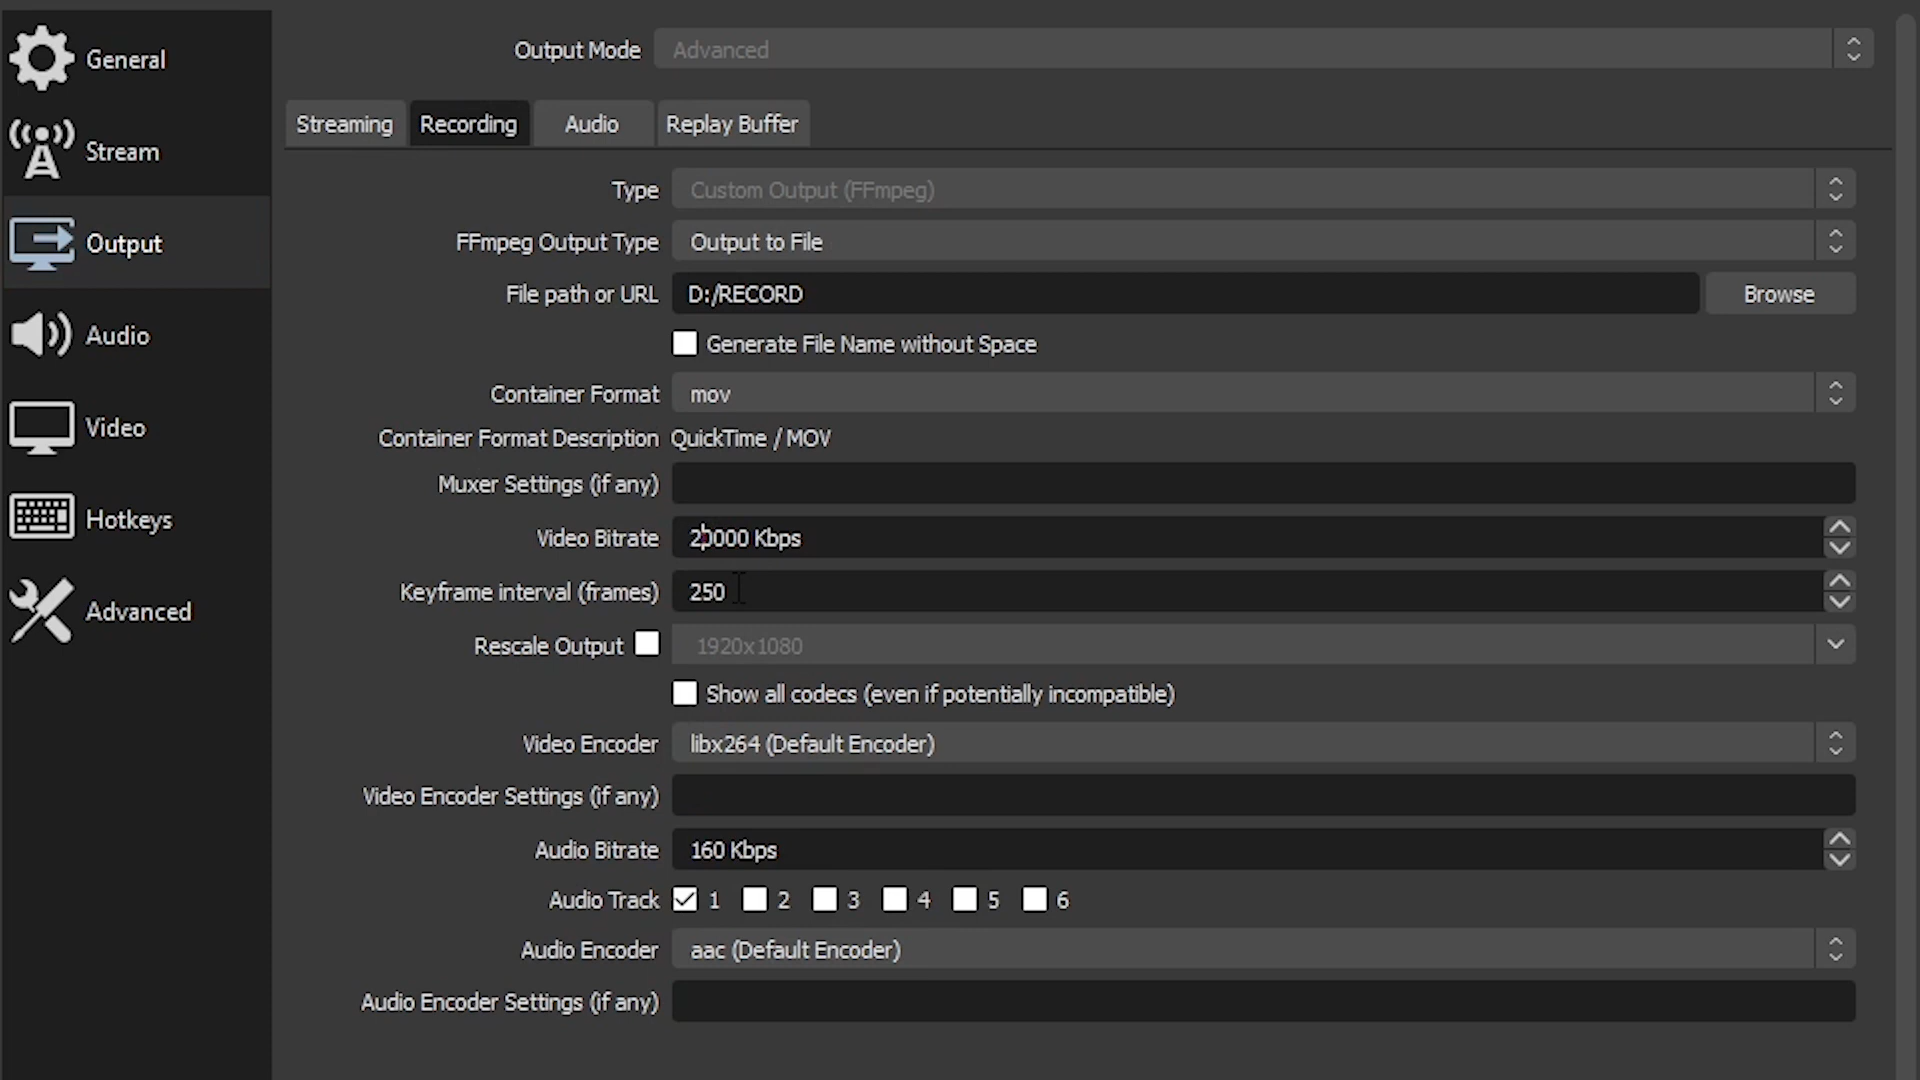 General
Stream
Output
Audio
Video
Hotkeys
Advanced
Output Mode Advanced
Streaming Recording Audio Replay Buffer
Type Custom Output (FFmpeg)
FFmpeg Output Type Output to File
File path or URL D:/RECORD Browse
Generate File Name without Space
Container Format mov
Container Format Description QuickTime / MOV
Muxer Settings (if any)
Video Bitrate 20000 Kbps
Keyframe interval (frames) 250
Rescale Output 1920x1080
Show all codecs (even if potentially incompatible)
Video Encoder libx264 (Default Encoder)
Video Encoder Settings (if any)
Audio Bitrate 160 Kbps
Audio Track 1 2 3 4 5 6
Audio Encoder aac (Default Encoder)
Audio Encoder Settings (if any)